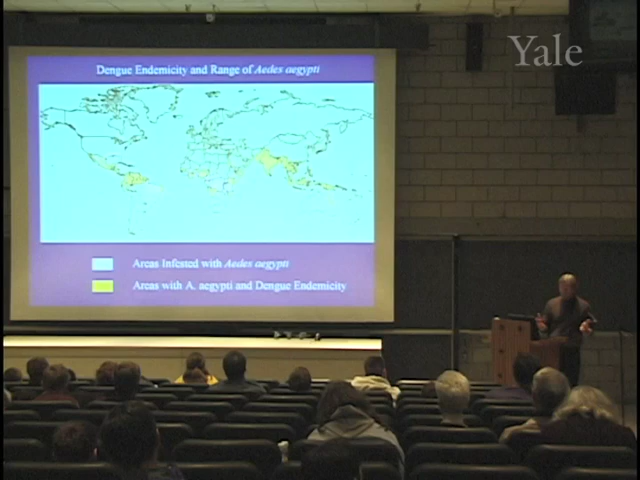 Yale
Dengue Endemicity and Range of Aedes aegypti
Areas Infested with Aedes aegypti
Areas with A. aegypti and Dengue Endemicity